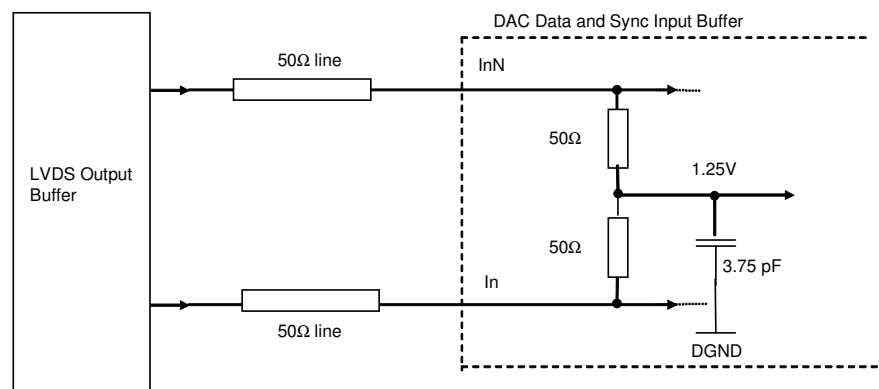 DAC Data and Sync Input Buffer
50Ω line
InN
50Ω
LVDS Output
Buffer
1.25V
50Ω
3.75 pF
In
50Ω line
DGND